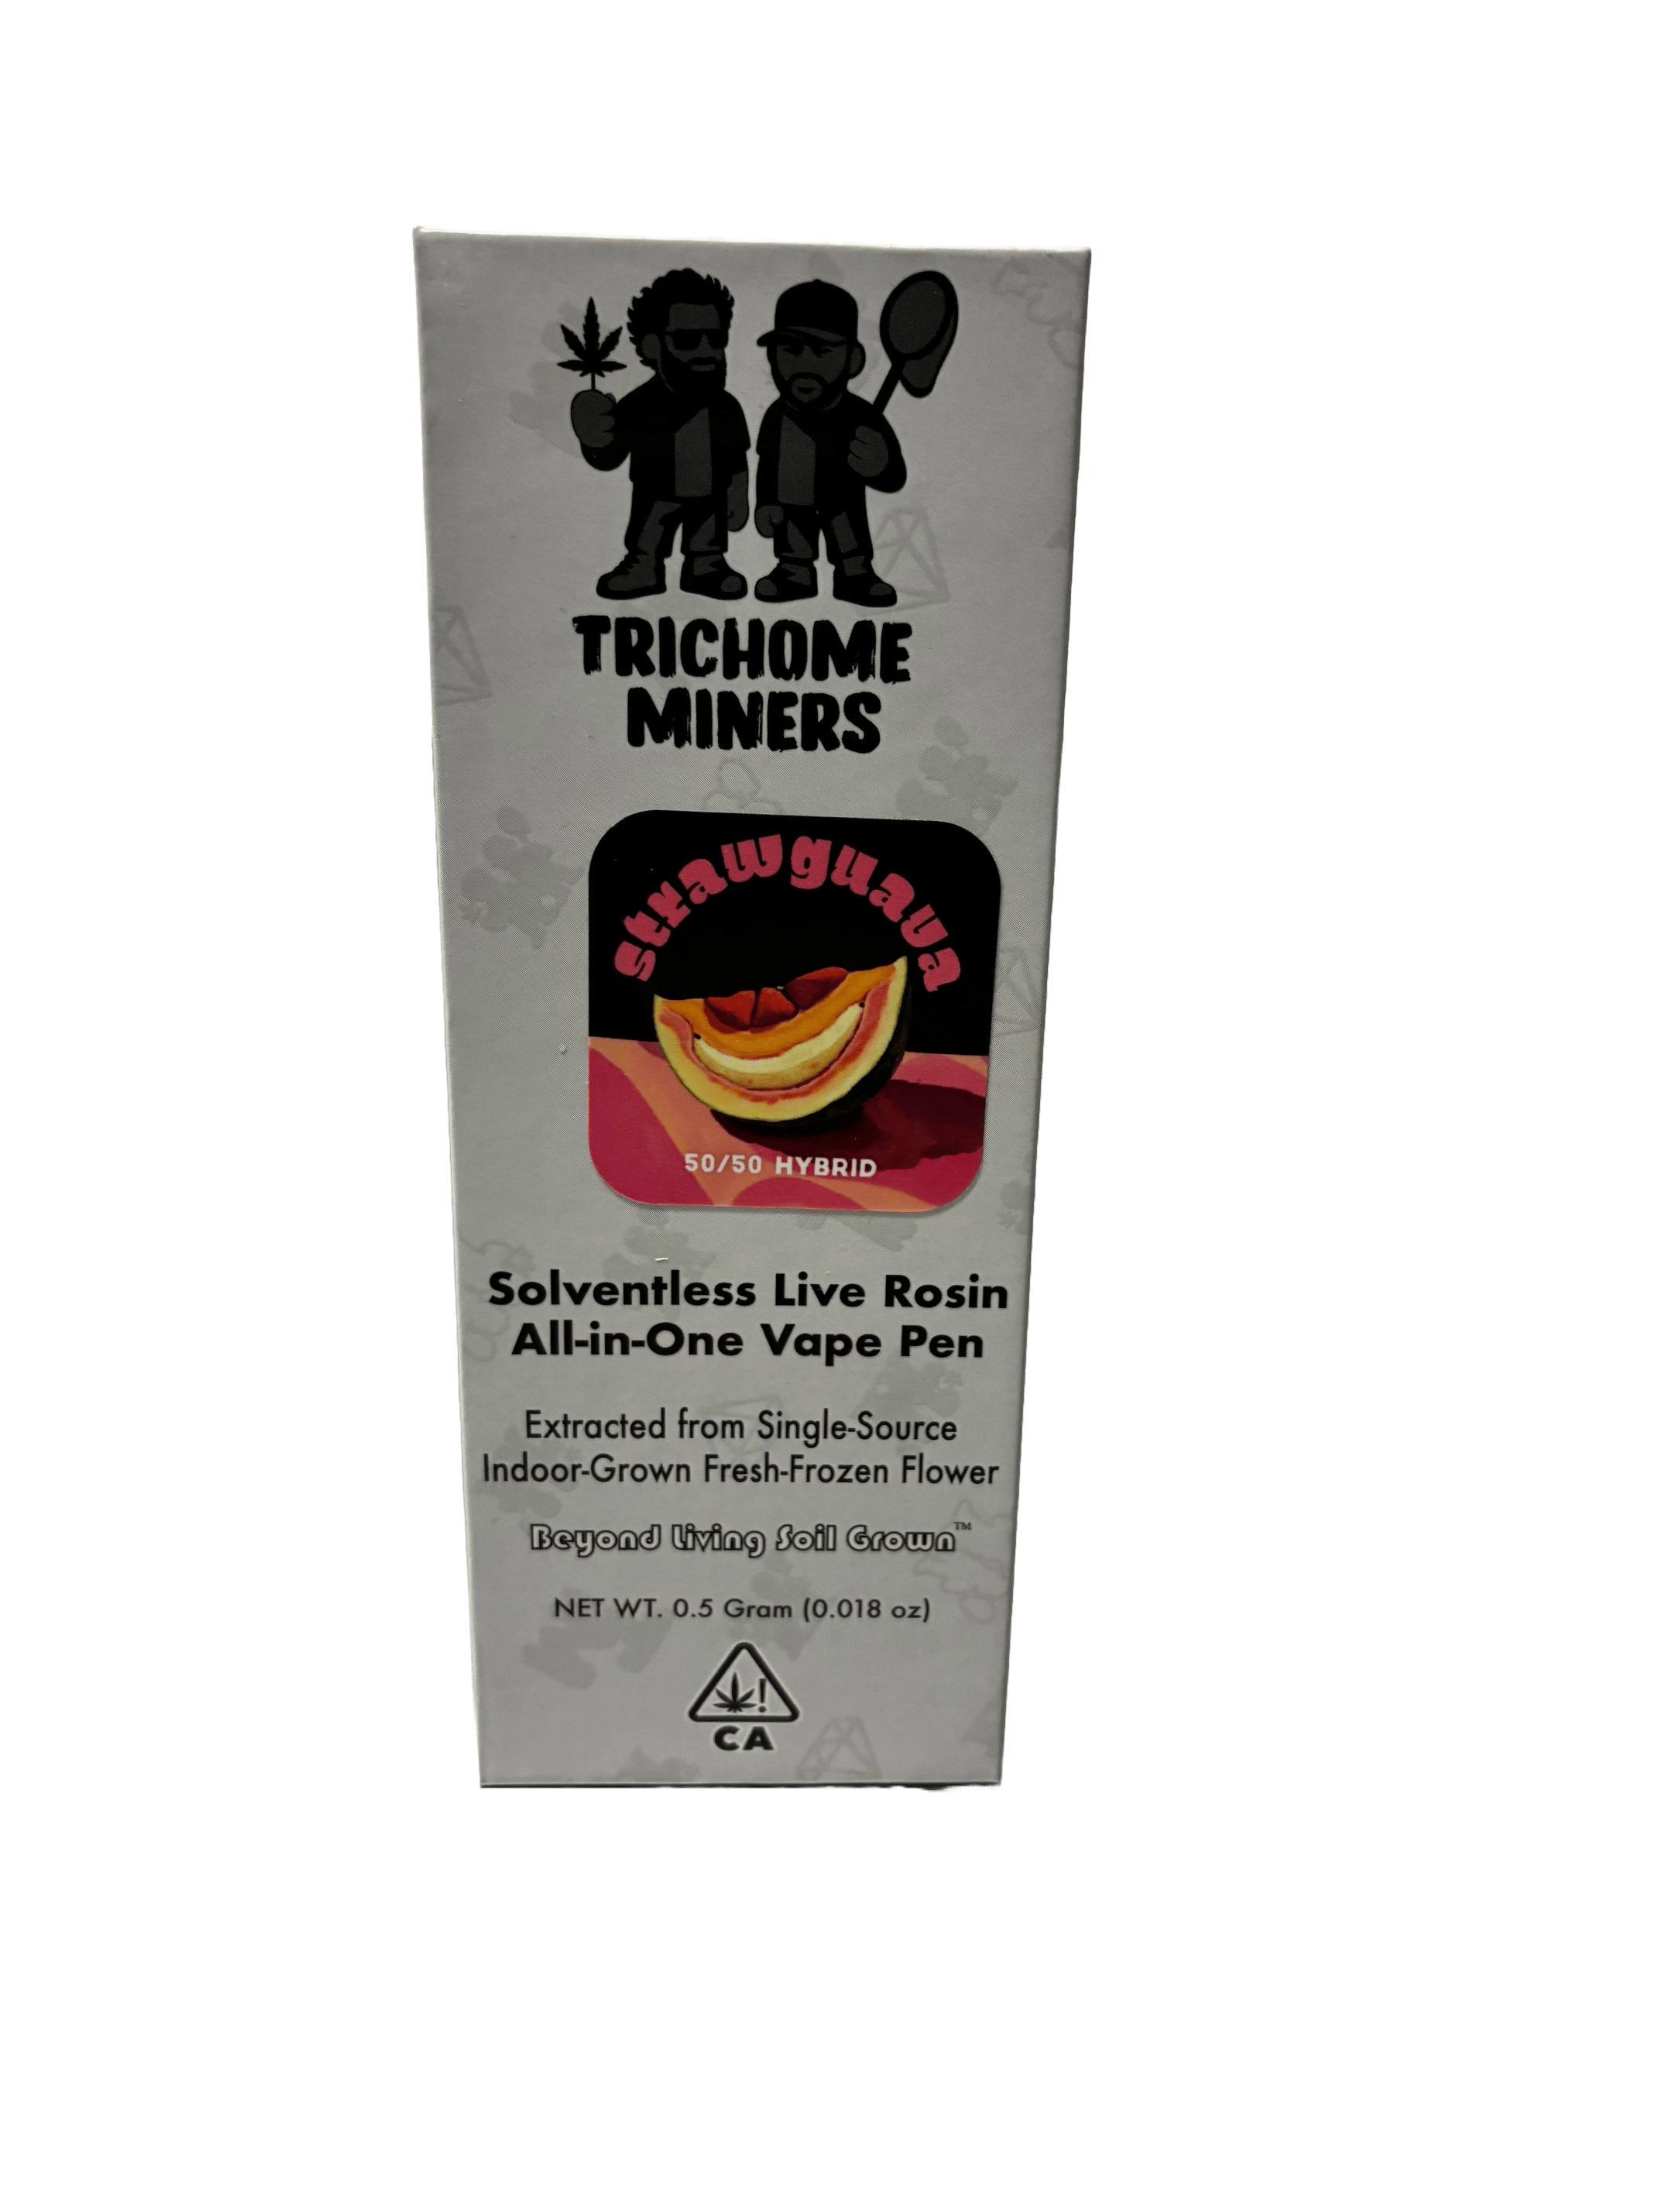 TRICHOME
MINERS
strawguava
50/50 HYBRID
Solventless Live Rosin
All-in-One Vape Pen
Extracted from Single-Source
Indoor-Grown Fresh-Frozen Flower
Beyond Living Soil Grown™
NET WT. 0.5 Gram (0.018 oz)
!
CA